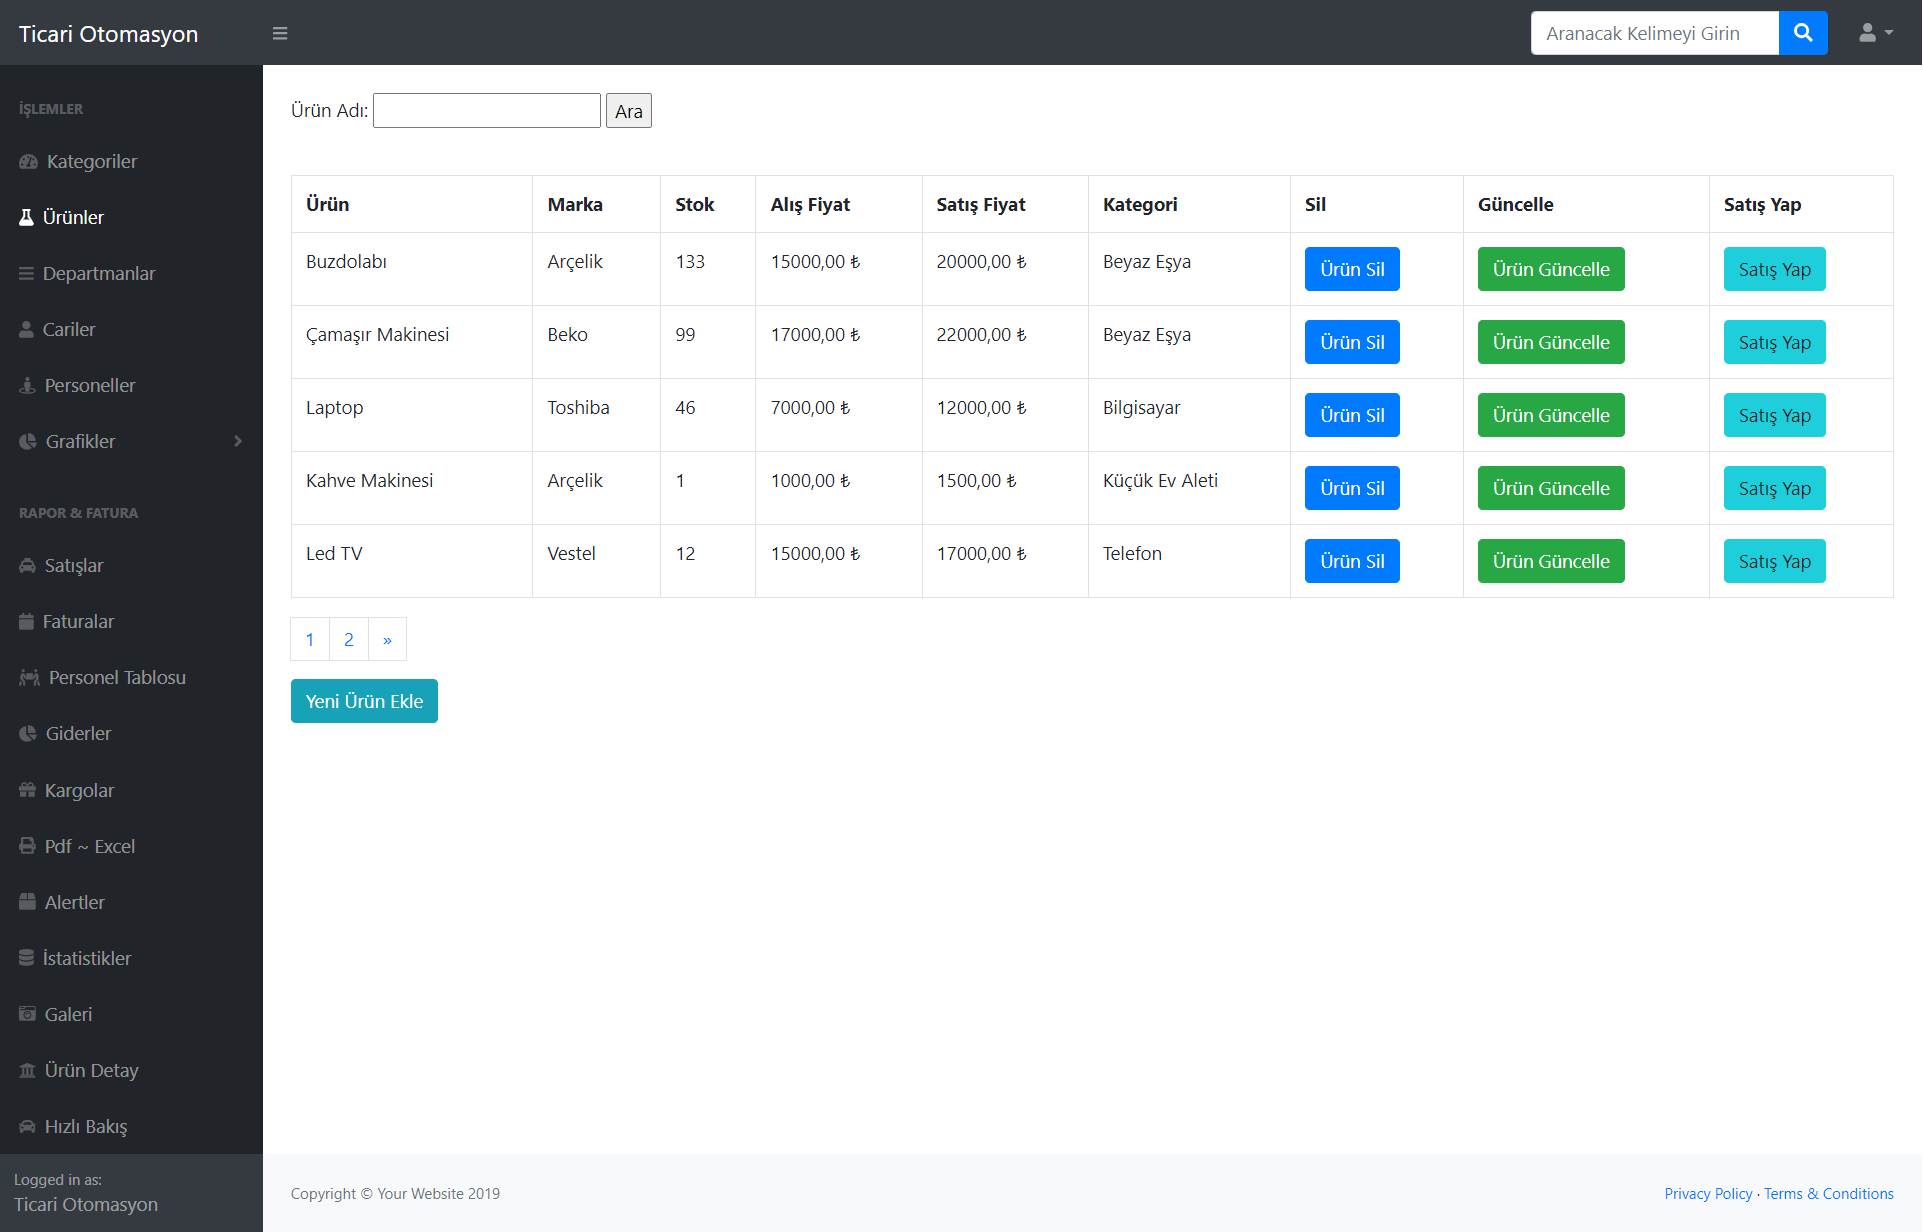 Ticari Otomasyon
Aranacak Kelimeyi Girin
İŞLEMLER
Kategoriler
Ürünler
Departmanlar
Cariler
Personeller
Grafikler
RAPOR & FATURA
Satışlar
Faturalar
Personel Tablosu
Giderler
Kargolar
Pdf ~ Excel
Alertler
İstatistikler
Galeri
Ürün Detay
Hızlı Bakış
Logged in as:
Ticari Otomasyon
Ürün Adı: Ara
Ürün Marka Stok Alış Fiyat Satış Fiyat Kategori Sil Güncelle Satış Yap
Buzdolabı Arçelik 133 15000,00 ₺ 20000,00 ₺ Beyaz Eşya Ürün Sil Ürün Güncelle Satış Yap
Çamaşır Makinesi Beko 99 17000,00 ₺ 22000,00 ₺ Beyaz Eşya Ürün Sil Ürün Güncelle Satış Yap
Laptop Toshiba 46 7000,00 ₺ 12000,00 ₺ Bilgisayar Ürün Sil Ürün Güncelle Satış Yap
Kahve Makinesi Arçelik 1 1000,00 ₺ 1500,00 ₺ Küçük Ev Aleti Ürün Sil Ürün Güncelle Satış Yap
Led TV Vestel 12 15000,00 ₺ 17000,00 ₺ Telefon Ürün Sil Ürün Güncelle Satış Yap
1 2 »
Yeni Ürün Ekle
Copyright © Your Website 2019
Privacy Policy · Terms & Conditions